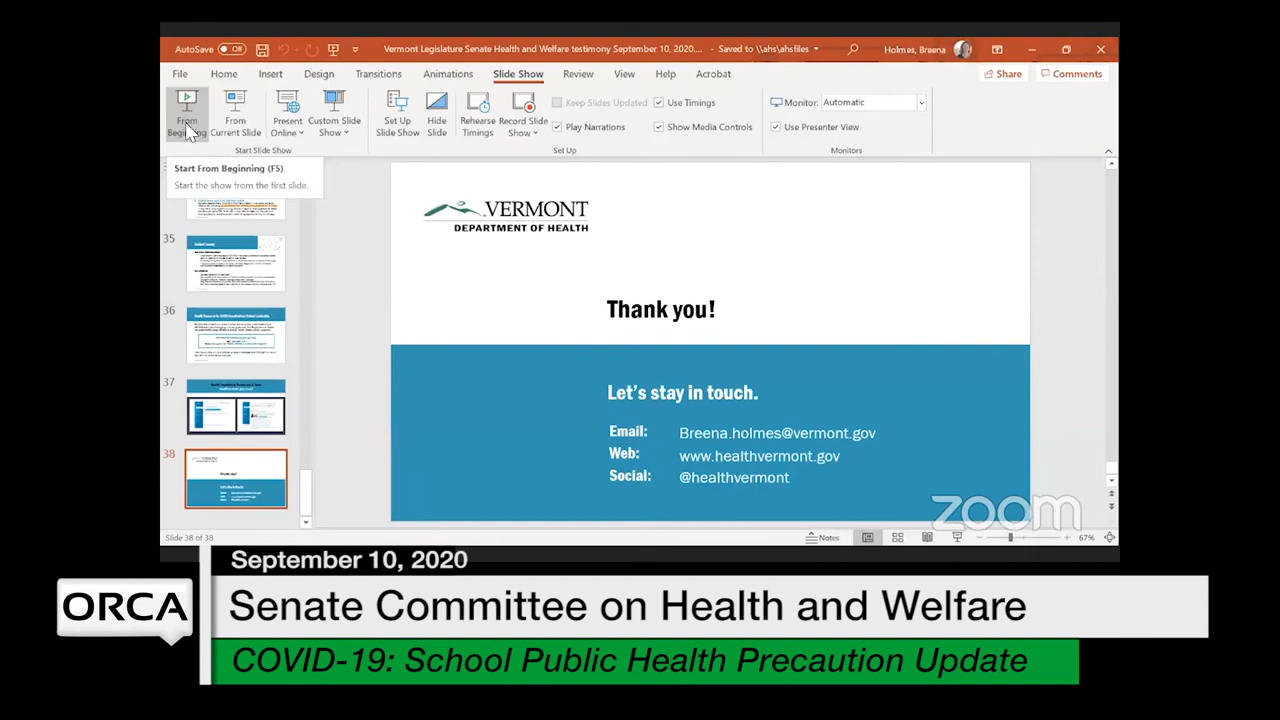 AutoSave Off
Vermont Legislature Senate Health and Welfare testimony September 10, 2020.... - Saved to \\ahs\ahsfiles
Holmes, Breena
File Home Insert Design Transitions Animations Slide Show Review View Help Acrobat
Share Comments
From Beginning
From Current Slide
Present Online
Custom Slide Show
Set Up Slide Show
Hide Slide
Rehearse Timings
Record Slide Show
Keep Slides Updated
Play Narrations
Use Timings
Show Media Controls
Monitor: Automatic
Use Presenter View
Start Slide Show
Set Up
Monitors
Start From Beginning (F5)
Start the show from the first slide.
35
36
37
38
VERMONT
DEPARTMENT OF HEALTH
Thank you!
Let's stay in touch.
Email: Breena.holmes@vermont.gov
Web: www.healthvermont.gov
Social: @healthvermont
zoom
Slide 38 of 38
Notes
67%
September 10, 2020
ORCA
Senate Committee on Health and Welfare
COVID-19: School Public Health Precaution Update